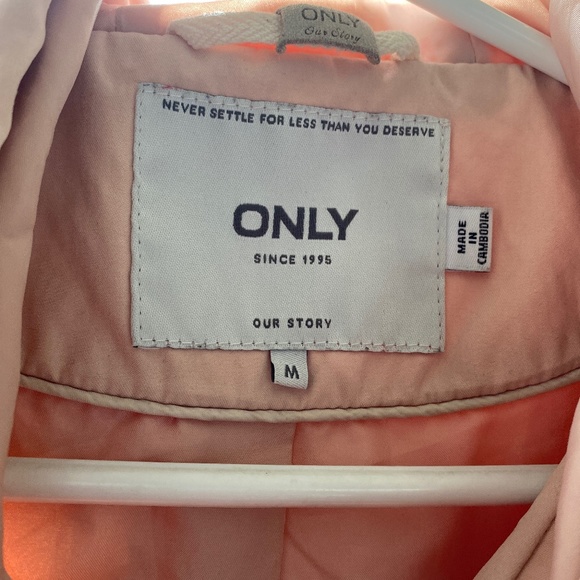 ONLY
Our Story
NEVER SETTLE FOR LESS THAN YOU DESERVE
ONLY
SINCE 1995
OUR STORY
MADE
IN
CAMBODIA
M